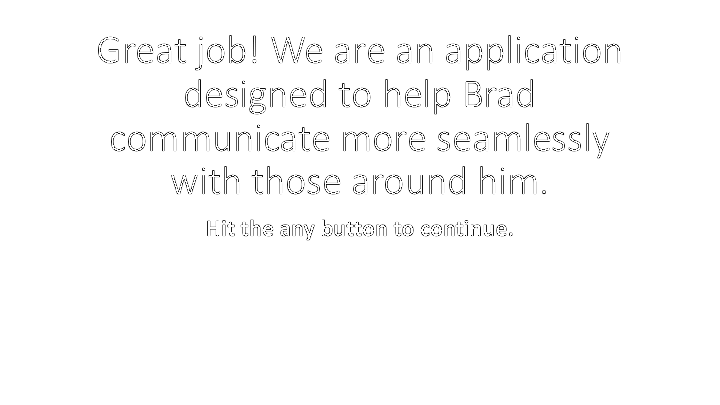 Great job! We are an application
designed to help Brad
communicate more seamlessly
with those around him.
Hit the any button to continue.